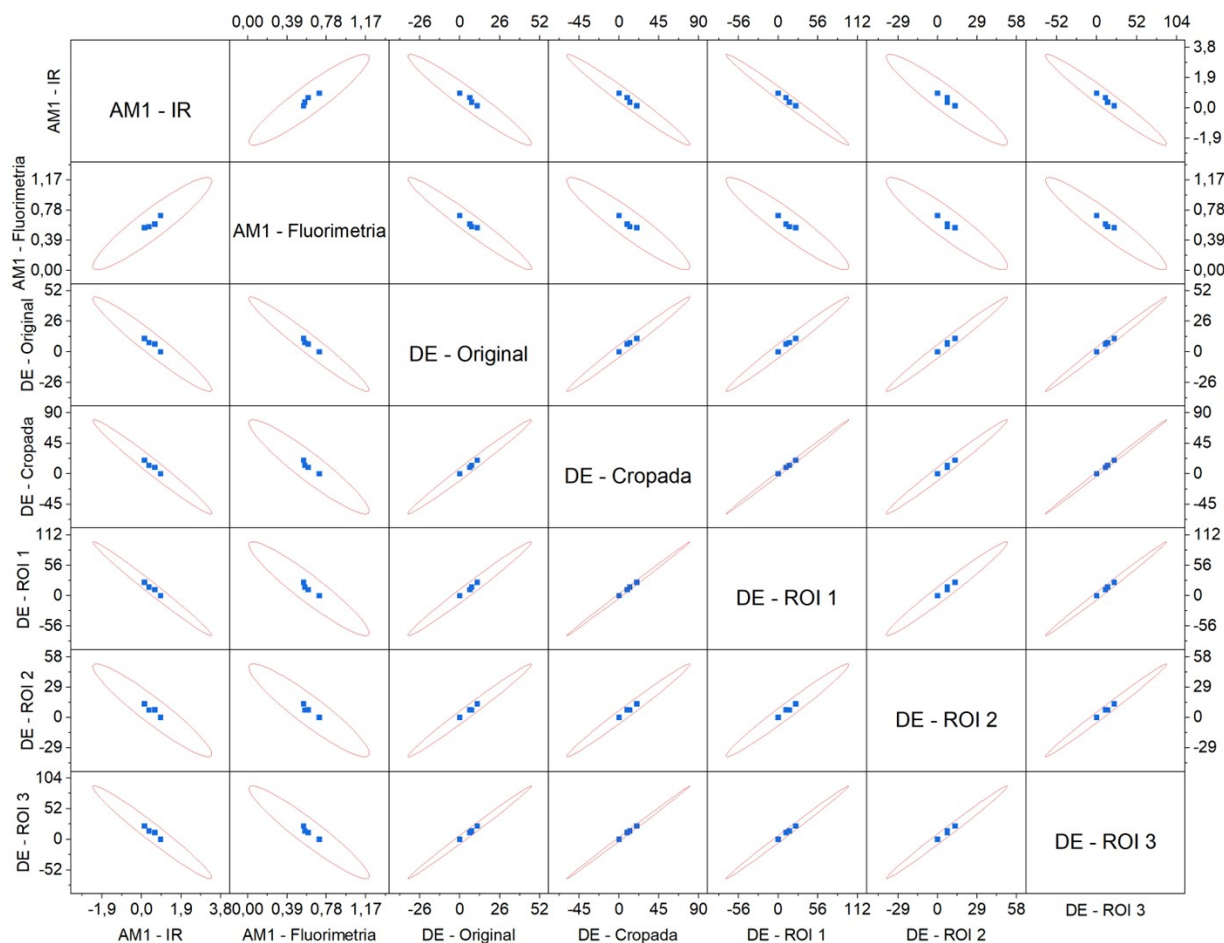 0,00 0,39 0,78 1,17 0 26 52 -45 0 45 90 -56 0 56 112 -29 0 29 58 -52 0 52 104
AM1 - IR
AM1 - IR
3,8
1,9
0,0
-1,9
AM1 - Fluorimetria
1,17
0,78
0,39
0,00
AM1 - Fluorimetria
1,17
0,78
0,39
0,00
DE - Original
52
26
0
-26
DE - Original
52
26
0
-26
DE - Cropada
90
45
0
-45
DE - Cropada
90
45
0
-45
DE - ROI 1
112
56
0
-56
DE - ROI 1
112
56
0
-56
DE - ROI 2
58
29
0
-29
DE - ROI 2
58
29
0
-29
DE - ROI 3
104
52
0
-52
DE - ROI 3
-1,9 0,0 1,9 3,8 0,00 0,39 0,78 1,17 0 26 52 -45 0 45 90 -56 0 56 112 -29 0 29 58
AM1 - IR AM1 - Fluorimetria DE - Original DE - Cropada DE - ROI 1 DE - ROI 2 DE - ROI 3